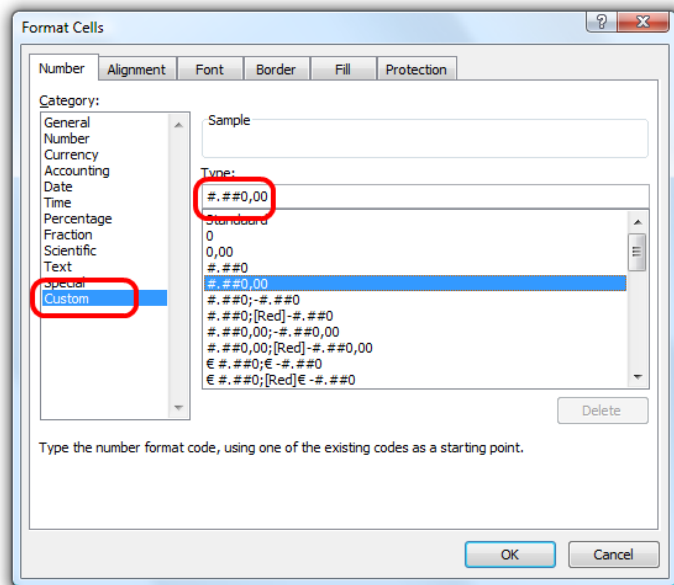 Format Cells
Number Alignment Font Border Fill Protection
Category:
General
Number
Currency
Accounting
Date
Time
Percentage
Fraction
Scientific
Text
Special
Custom
Sample
Type:
#.##0,00
Standaard
0
0,00
#.##0
#.##0,00
#.##0;-#.##0
#.##0;[Red]-#.##0
#.##0,00;-#.##0,00
#.##0,00;[Red]-#.##0,00
€ #.##0;€ -#.##0
€ #.##0;[Red]€ -#.##0
Delete
Type the number format code, using one of the existing codes as a starting point.
OK Cancel